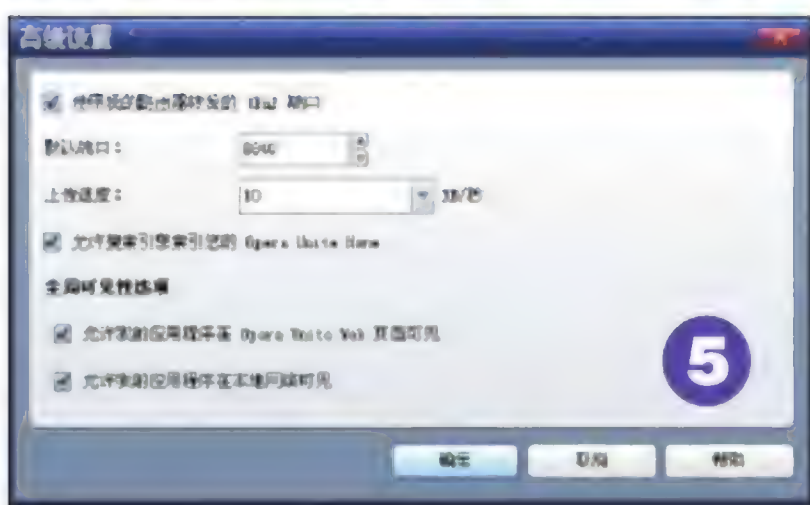 高级设置
使用我的路由器转发的 端口
默认端口: 8840
上传速度: 10 KB/秒
允许搜索引擎索引您的 Opera Unite Home
全局可见性选项
允许我的应用程序在 Opera Unite Web 页面可见
允许我的应用程序在本地网络可见
5
确定 取消 帮助